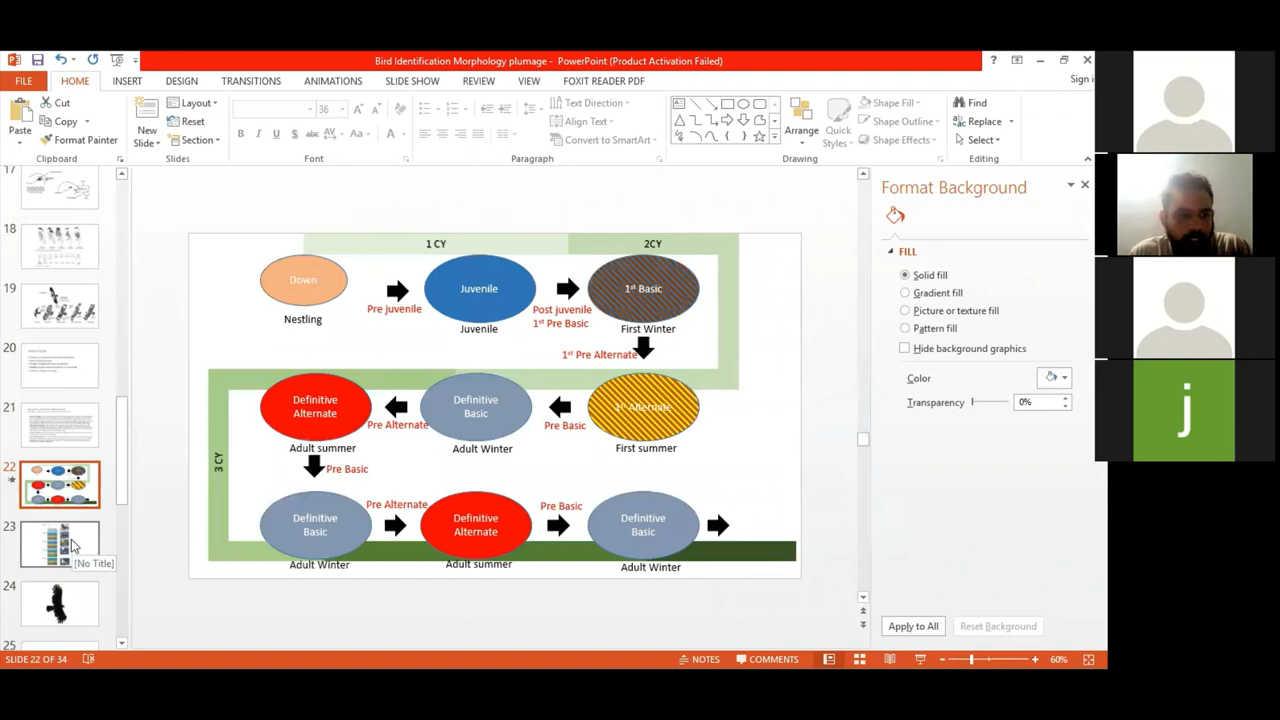 Bird Identification Morphology plumage - PowerPoint (Product Activation Failed)
?
FILE
HOME
INSERT
DESIGN
TRANSITIONS
ANIMATIONS
SLIDE SHOW
REVIEW
VIEW
FOXIT READER PDF
Sign i
Paste
Cut
Copy
Format Painter
Clipboard
New
Slide
Layout
Reset
Section
Slides
36
B I U S abc AV Aa A
Font
Text Direction
Align Text
Convert to SmartArt
Paragraph
Arrange
Quick
Styles
Shape Fill
Shape Outline
Shape Effects
Drawing
Find
Replace
Select
Editing
17
18
19
20
21
22
23
24
25
[No Title]
1 CY
2CY
Down
Nestling
Pre juvenile
Juvenile
Juvenile
Post juvenile
1st Pre Basic
1st Basic
First Winter
1st Pre Alternate
1st Alternate
First summer
Pre Basic
Definitive
Basic
Adult Winter
Pre Alternate
Definitive
Alternate
Adult summer
3 CY
Pre Basic
Definitive
Basic
Adult Winter
Pre Alternate
Definitive
Alternate
Adult summer
Pre Basic
Definitive
Basic
Adult Winter
Format Background
FILL
Solid fill
Gradient fill
Picture or texture fill
Pattern fill
Hide background graphics
Color
Transparency
0%
Apply to All
Reset Background
j
SLIDE 22 OF 34
NOTES
COMMENTS
60%